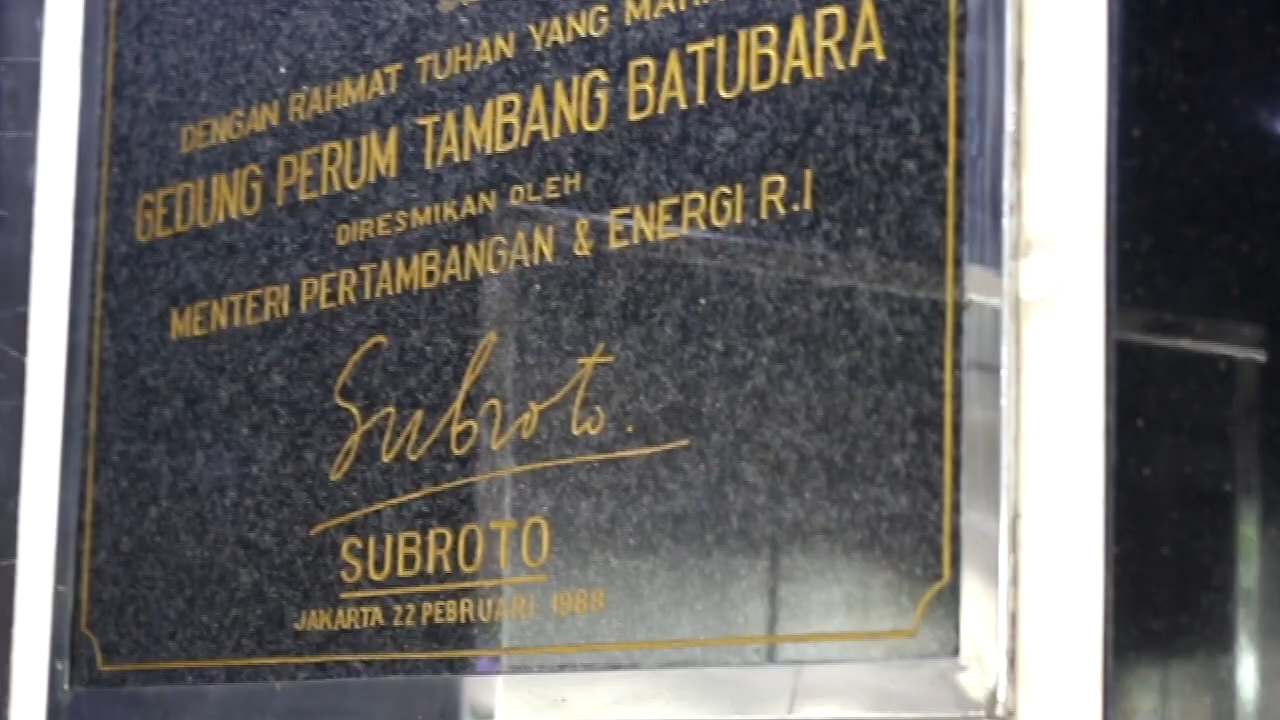 DENGAN RAHMAT TUHAN YANG
GEDUNG PERUM TAMBANG BATUBARA
DIRESMIKAN OLEH
MENTERI PERTAMBANGAN & ENERGI R.I
Subroto.
SUBROTO
JAKARTA 22 PEBRUARI 1988